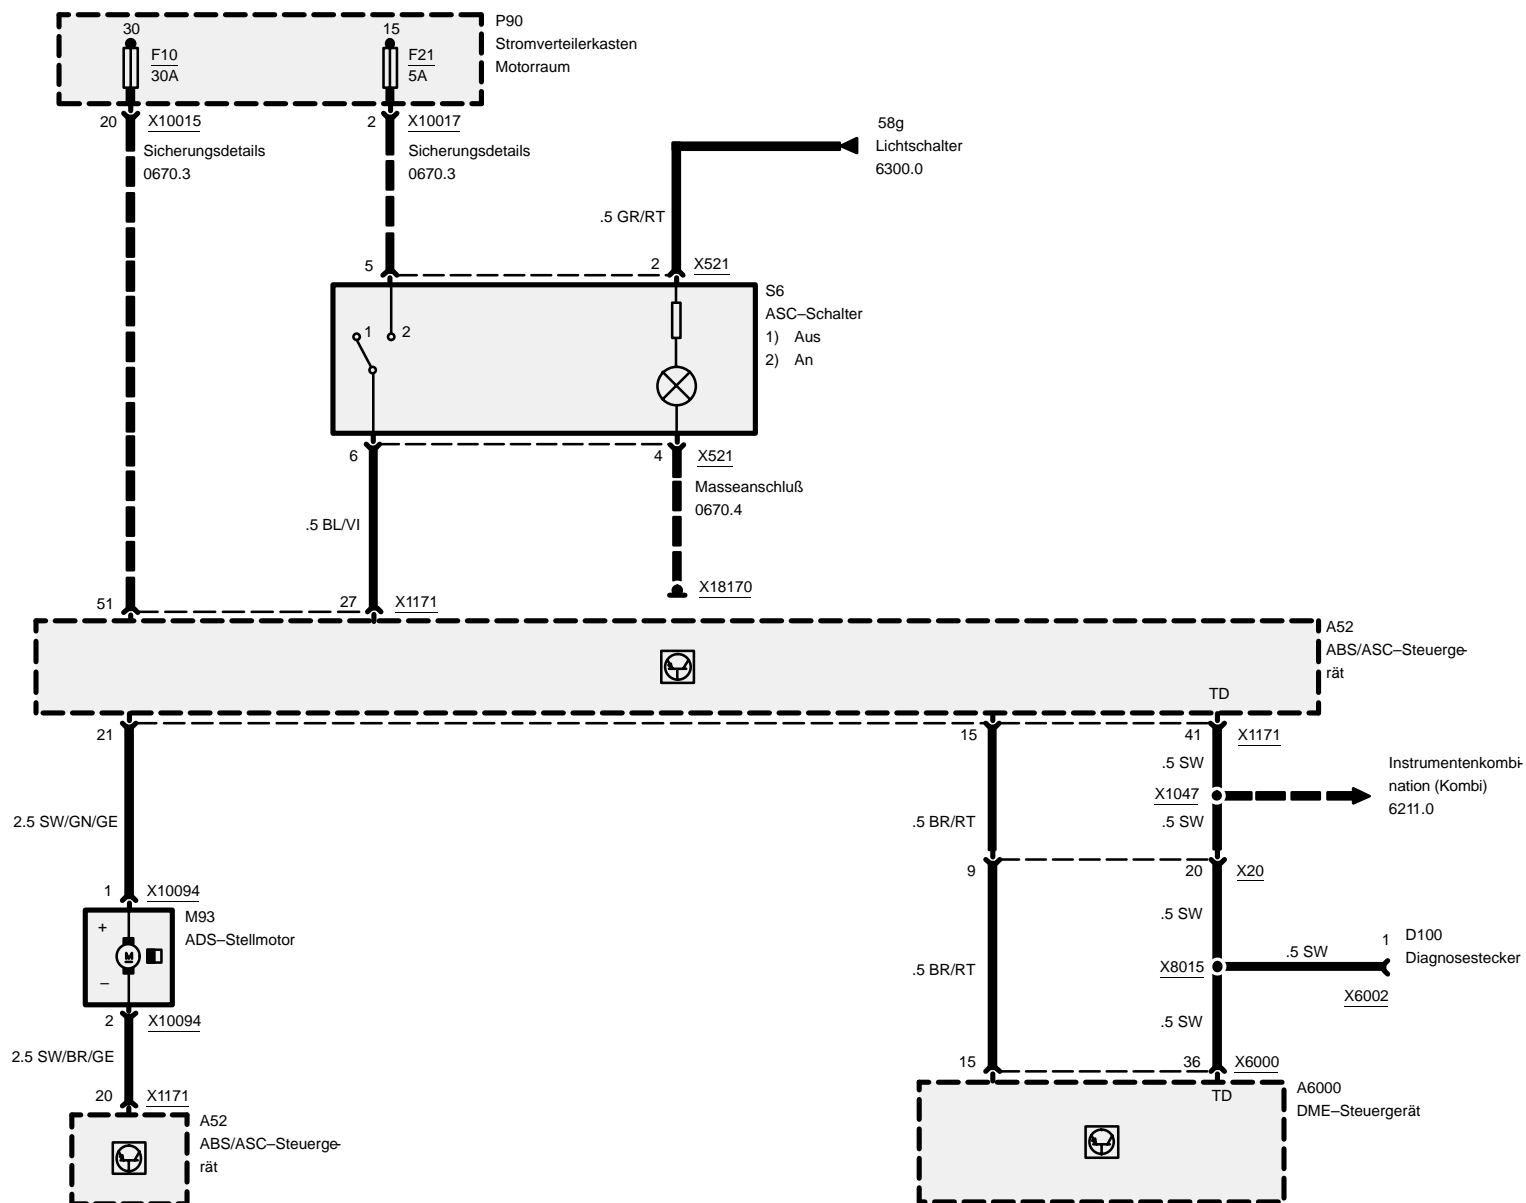 30
F10
30A
15
F21
5A
P90
Stromverteilerkasten
Motorraum
20
X10015
Sicherungsdetails
0670.3
2
X10017
Sicherungsdetails
0670.3
58g
Lichtschalter
6300.0
.5 GR/RT
5
2
X521
S6
ASC–Schalter
1) Aus
2) An
1
2
6
4
X521
Masseanschluß
0670.4
.5 BL/VI
X18170
51
27
X1171
A52
ABS/ASC–Steuerge-
rät
TD
21
15
41
X1171
.5 SW
X1047
Instrumentenkombi-
nation (Kombi)
6211.0
2.5 SW/GN/GE
.5 BR/RT
.5 SW
9
20
X20
1
X10094
M93
ADS–Stellmotor
+
M
–
.5 SW
.5 BR/RT
X8015
.5 SW
1
D100
Diagnosestecker
X6002
2
X10094
2.5 SW/BR/GE
.5 SW
15
36
X6000
20
X1171
A52
ABS/ASC–Steuerge-
rät
TD
A6000
DME–Steuergerät